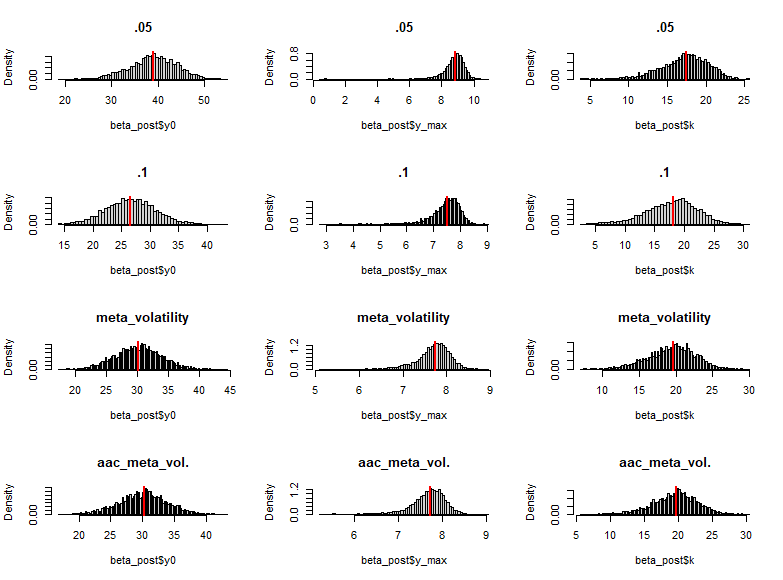 .05 .05 .05
Density 0.00 Density 0.0 0.8 Density 0.00
20 30 40 50 0 2 4 6 8 10 5 10 15 20 25
beta_post$y0 beta_post$y_max beta_post$k
.1 .1 .1
Density 0.00 Density 0.0 Density 0.00
15 20 25 30 35 40 3 4 5 6 7 8 9 5 10 15 20 25 30
beta_post$y0 beta_post$y_max beta_post$k
meta_volatility meta_volatility meta_volatility
Density 0.00 Density 0.0 1.2 Density 0.00
20 25 30 35 40 45 5 6 7 8 9 10 15 20 25 30
beta_post$y0 beta_post$y_max beta_post$k
aac_meta_vol. aac_meta_vol. aac_meta_vol.
Density 0.00 Density 0.0 1.2 Density 0.00
20 25 30 35 40 6 7 8 9 5 10 15 20 25 30
beta_post$y0 beta_post$y_max beta_post$k